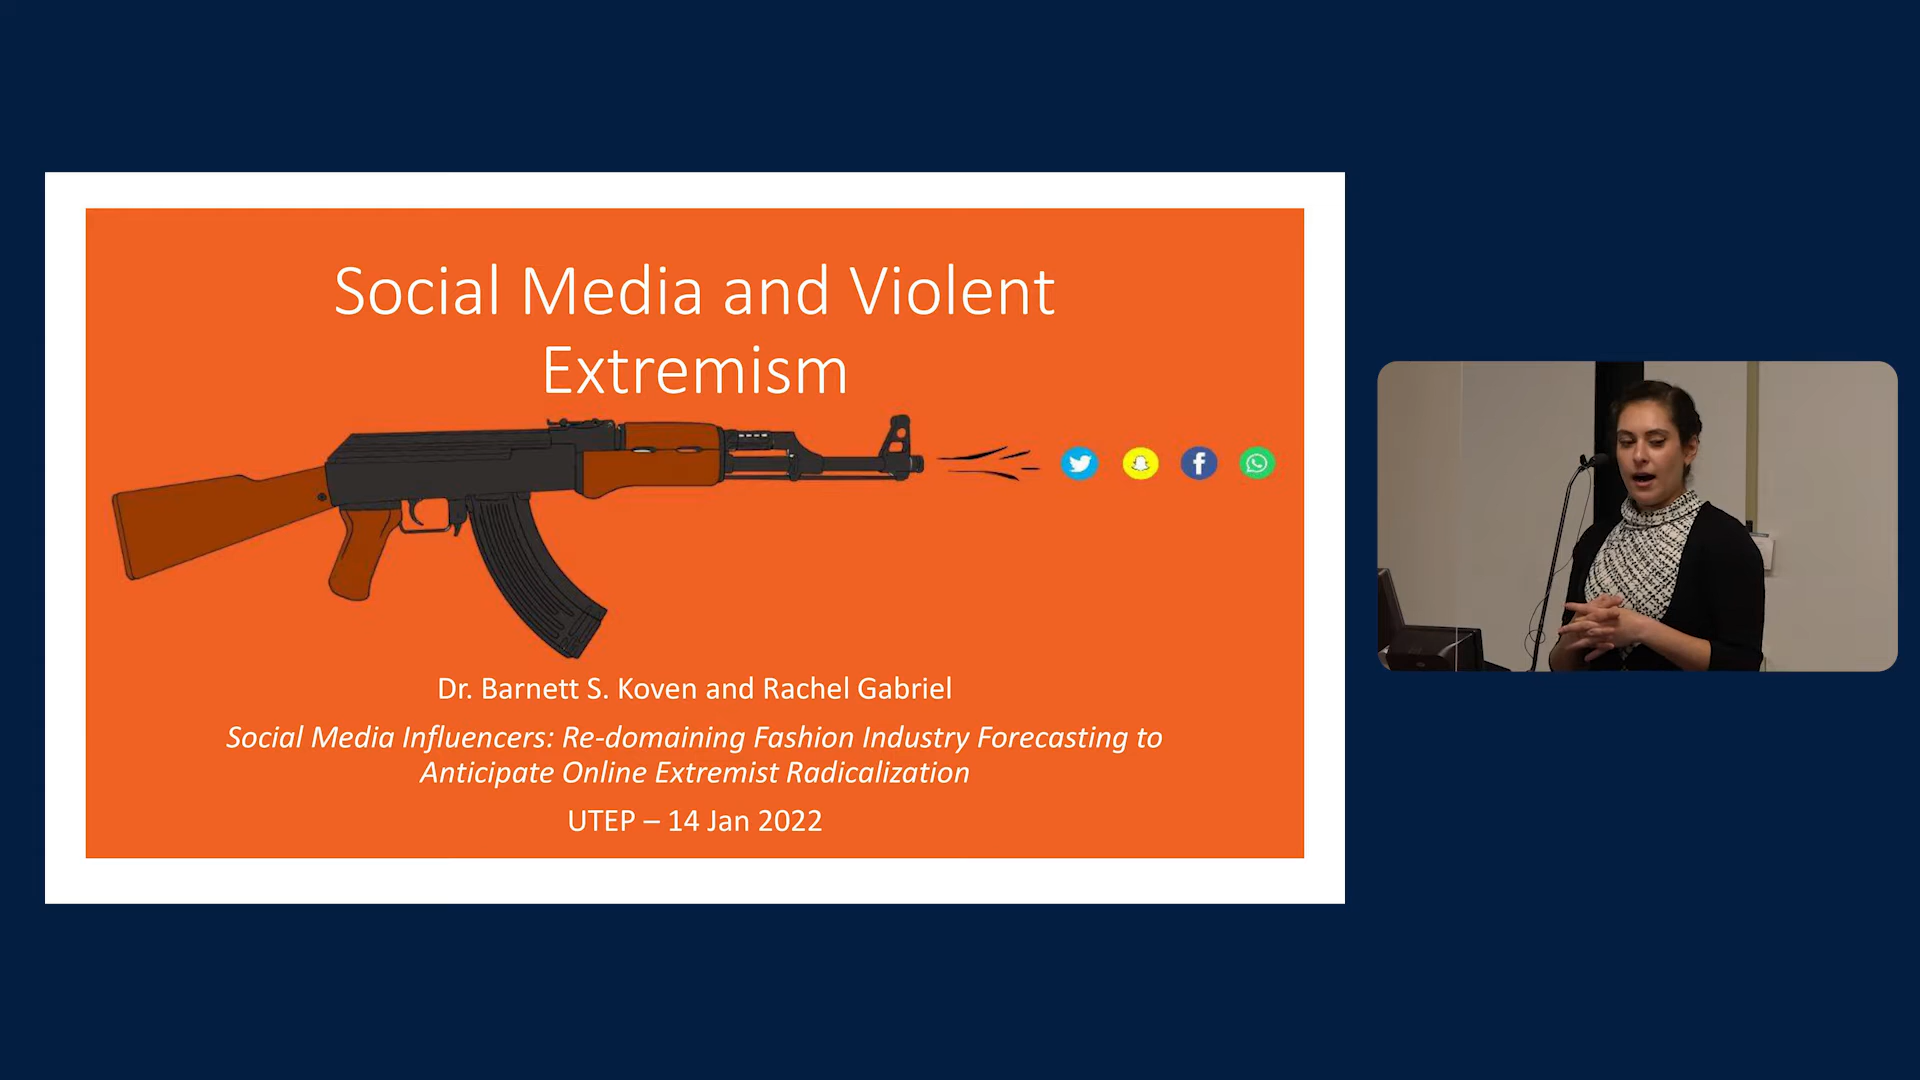 Social Media and Violent
Extremism
Dr. Barnett S. Koven and Rachel Gabriel
Social Media Influencers: Re-domaining Fashion Industry Forecasting to
Anticipate Online Extremist Radicalization
UTEP – 14 Jan 2022